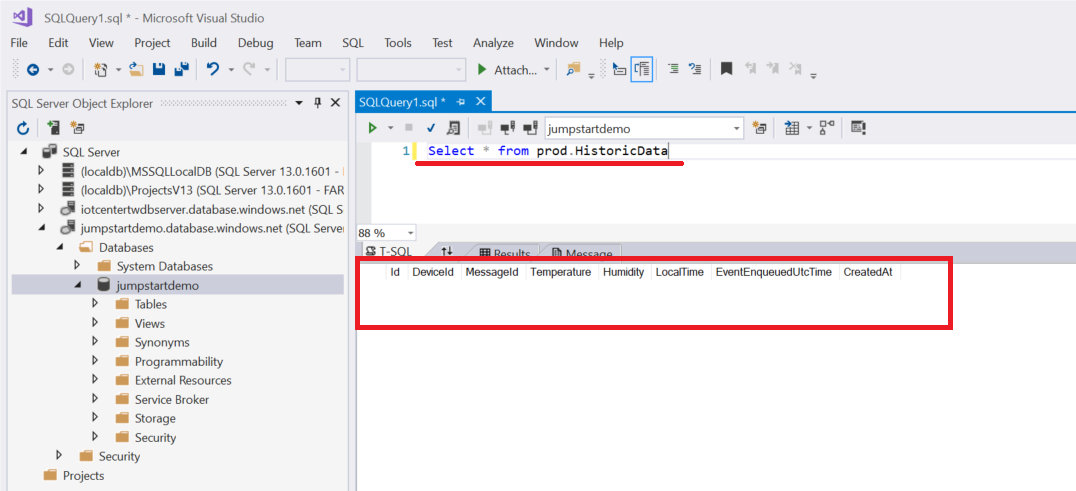 SQLQuery1.sql * - Microsoft Visual Studio
File Edit View Project Build Debug Team SQL Tools Test Analyze Window Help
Attach...
SQL Server Object Explorer
SQLQuery1.sql *
jumpstartdemo
1 Select * from prod.HistoricData
SQL Server
(localdb)\MSSQLLocalDB (SQL Server 13.0.1601 -
(localdb)\ProjectsV13 (SQL Server 13.0.1601 - FAR
iotcentertwdbserver.database.windows.net (SQL S
jumpstartdemo.database.windows.net (SQL Server
Databases
System Databases
jumpstartdemo
Tables
Views
Synonyms
Programmability
External Resources
Service Broker
Storage
Security
Security
Projects
88 %
T-SQL Results Message
Id DeviceId MessageId Temperature Humidity LocalTime EventEnqueuedUtcTime CreatedAt